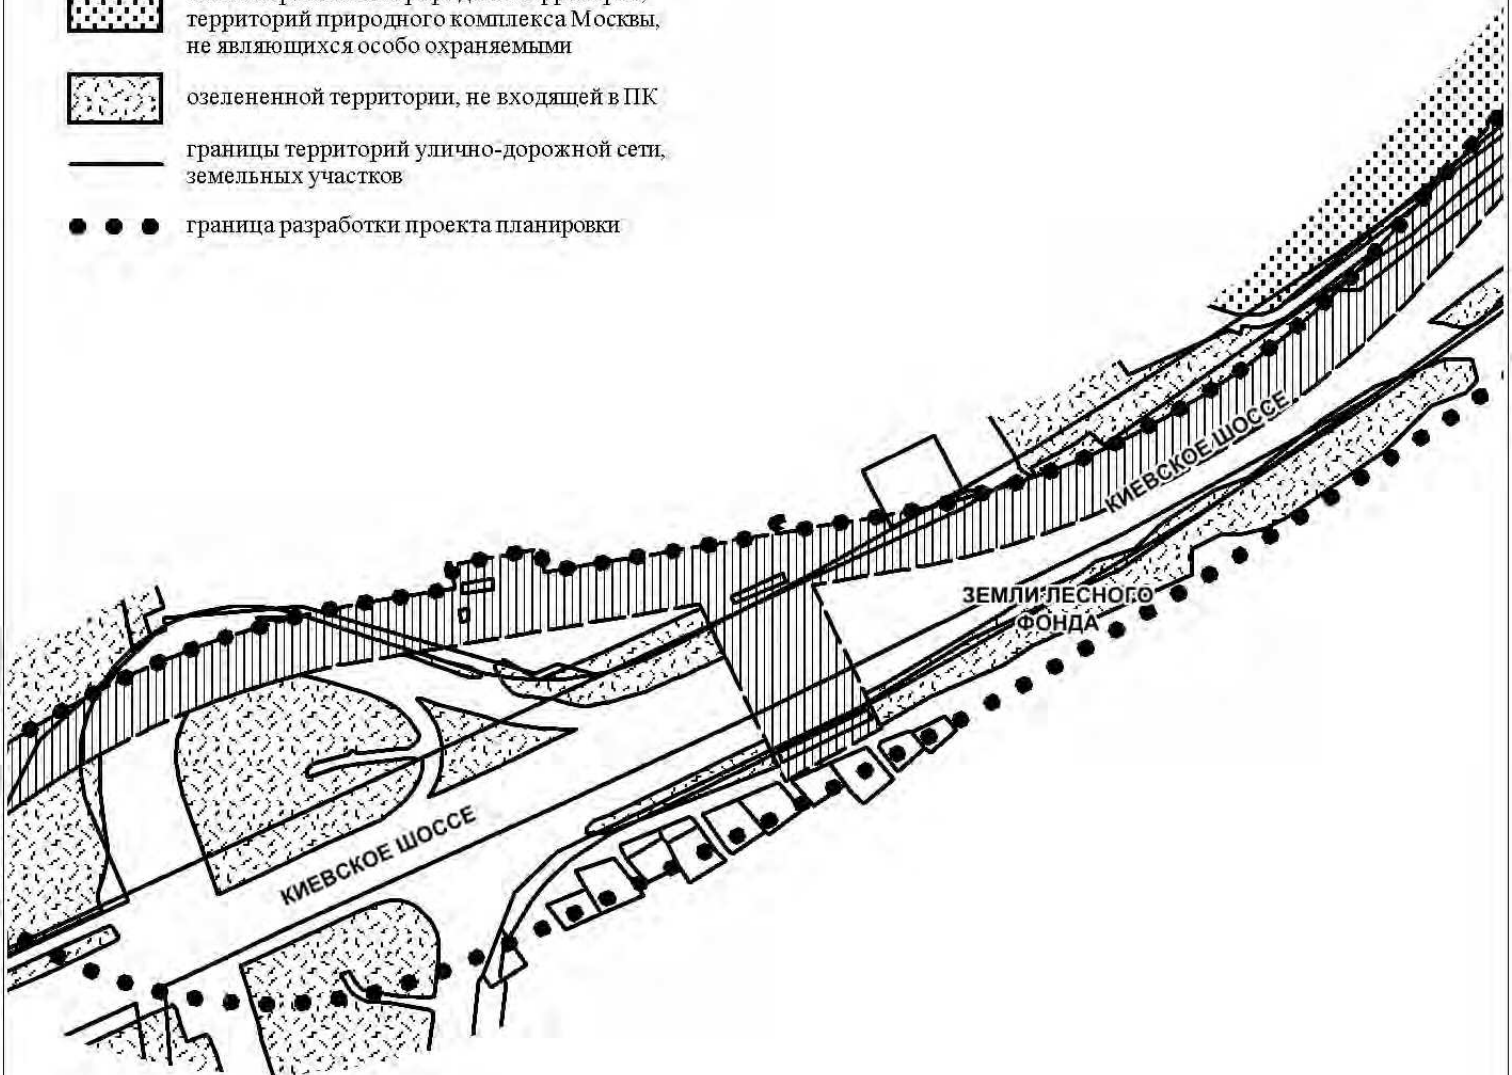 территорий природного комплекса Москвы,
не являющихся особо охраняемыми
озелененной территории, не входящей в ПК
границы территорий улично-дорожной сети,
земельных участков
граница разработки проекта планировки
КИЕВСКОЕ ШОССЕ
ЗЕМЛИ ЛЕСНОГО
ФОНДА
КИЕВСКОЕ ШОССЕ